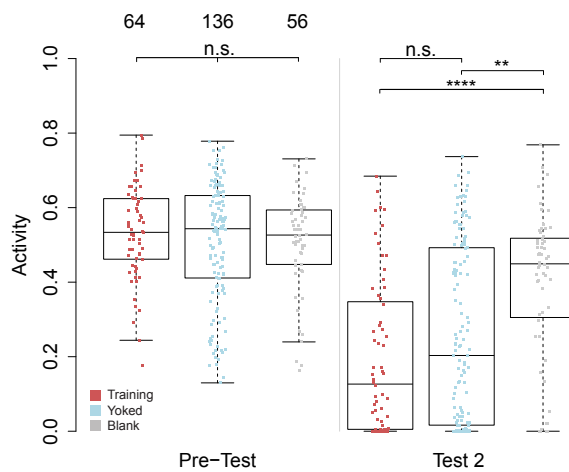 64 136 56
n.s. n.s. **
****
1.0
0.8
0.6
0.4
0.2
0.0
Activity
Training
Yoked
Blank
Pre−Test Test 2